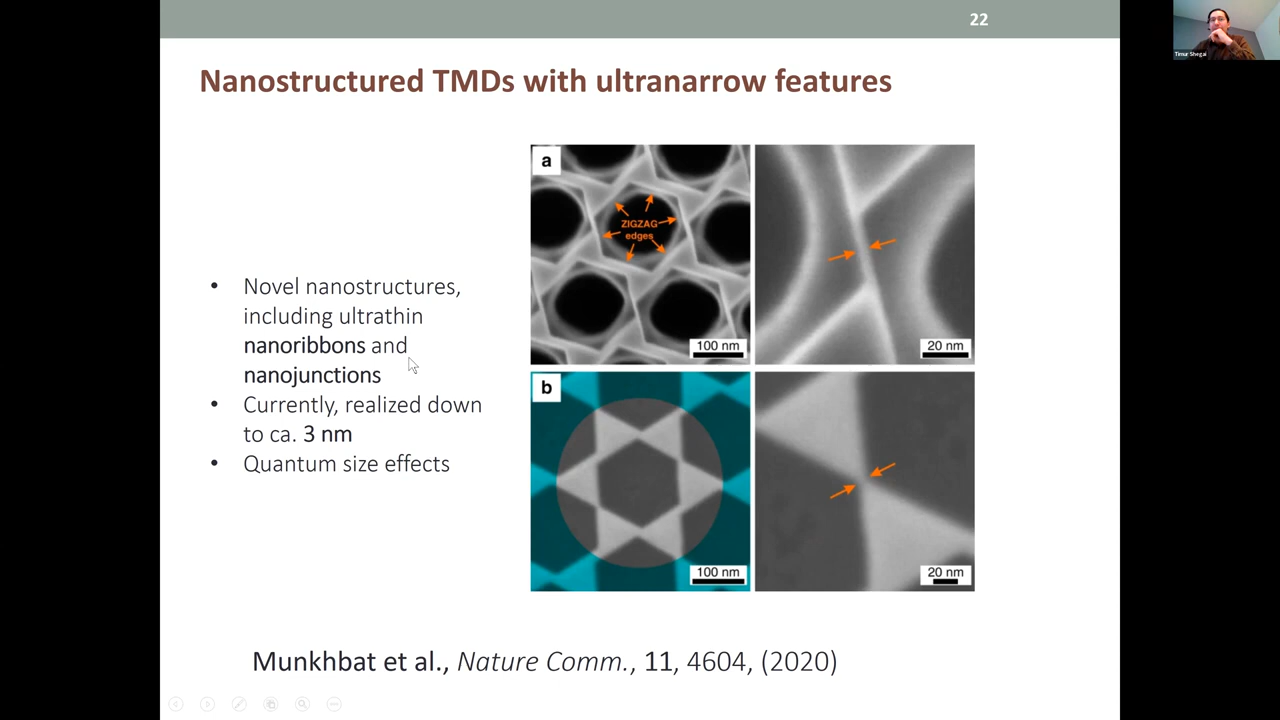 22
Timur Shegai
Nanostructured TMDs with ultranarrow features
• Novel nanostructures,
including ultrathin
nanoribbons and
nanojunctions
• Currently, realized down
to ca. 3 nm
• Quantum size effects
a
ZIGZAG
edges
100 nm
20 nm
b
100 nm
20 nm
Munkhbat et al., Nature Comm., 11, 4604, (2020)